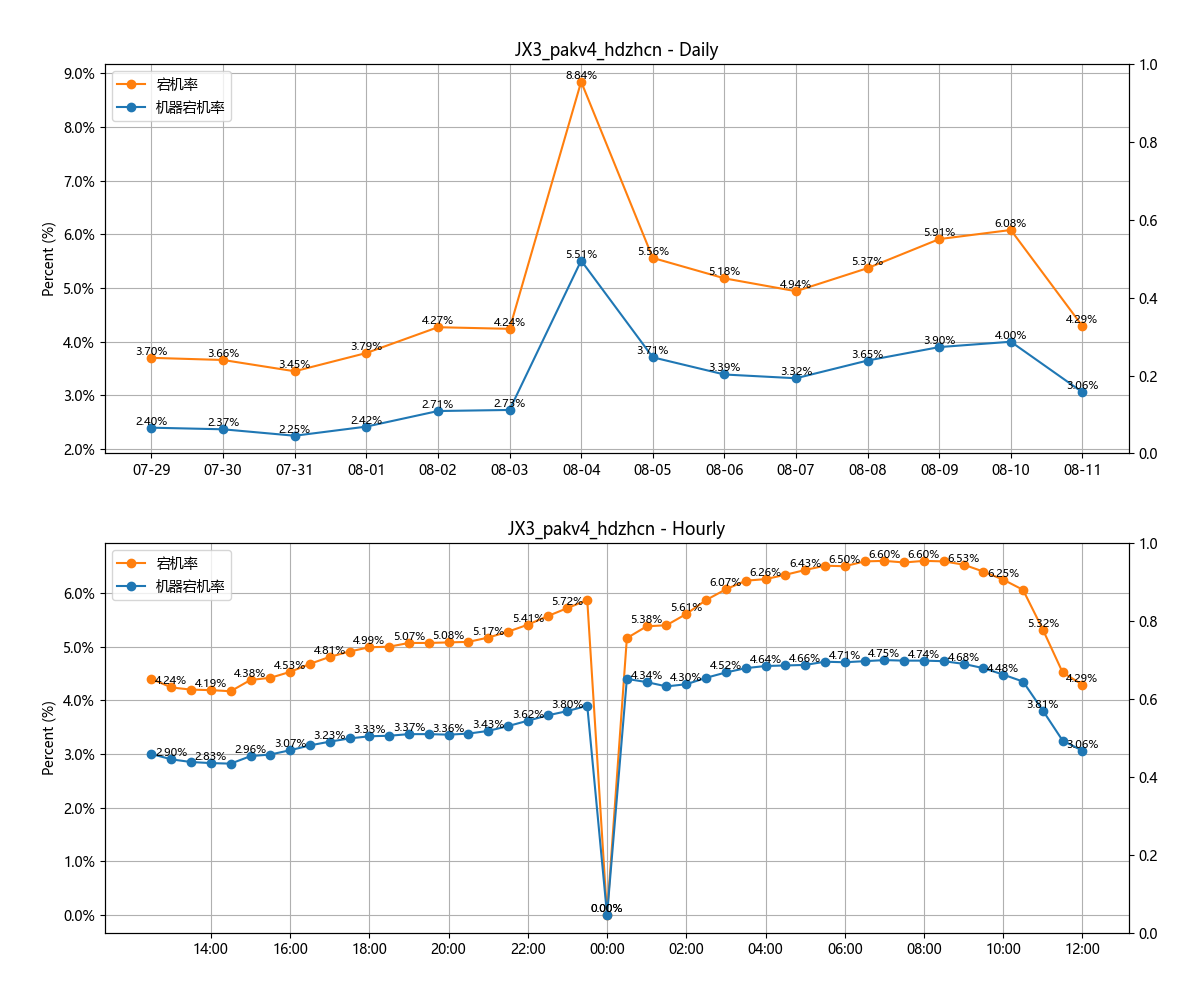 JX3_pakv4_hdzhcn - Daily
宕机率
机器宕机率
Percent (%)
9.0%
8.0%
7.0%
6.0%
5.0%
4.0%
3.0%
2.0%
1.0
0.8
0.6
0.4
0.2
0.0
3.70% 3.66% 3.45% 3.79% 4.27% 4.24% 8.84% 5.56% 5.18% 4.94% 5.37% 5.91% 6.08% 4.29%
2.40% 2.37% 2.25% 2.42% 2.71% 2.73% 5.51% 3.71% 3.39% 3.32% 3.65% 3.90% 4.00% 3.06%
07-29 07-30 07-31 08-01 08-02 08-03 08-04 08-05 08-06 08-07 08-08 08-09 08-10 08-11
JX3_pakv4_hdzhcn - Hourly
宕机率
机器宕机率
Percent (%)
6.0%
5.0%
4.0%
3.0%
2.0%
1.0%
0.0%
1.0
0.8
0.6
0.4
0.2
0.0
4.24% 4.19% 4.38% 4.53% 4.81% 4.99% 5.07% 5.08% 5.17% 5.41% 5.72% 0.00% 5.38% 5.61% 6.07% 6.26% 6.43% 6.50% 6.60% 6.60% 6.53% 6.25% 5.32% 4.29%
2.90% 2.83% 2.96% 3.07% 3.23% 3.33% 3.37% 3.36% 3.43% 3.62% 3.80% 0.00% 4.34% 4.30% 4.52% 4.64% 4.66% 4.71% 4.75% 4.74% 4.68% 4.48% 3.81% 3.06%
14:00 16:00 18:00 20:00 22:00 00:00 02:00 04:00 06:00 08:00 10:00 12:00